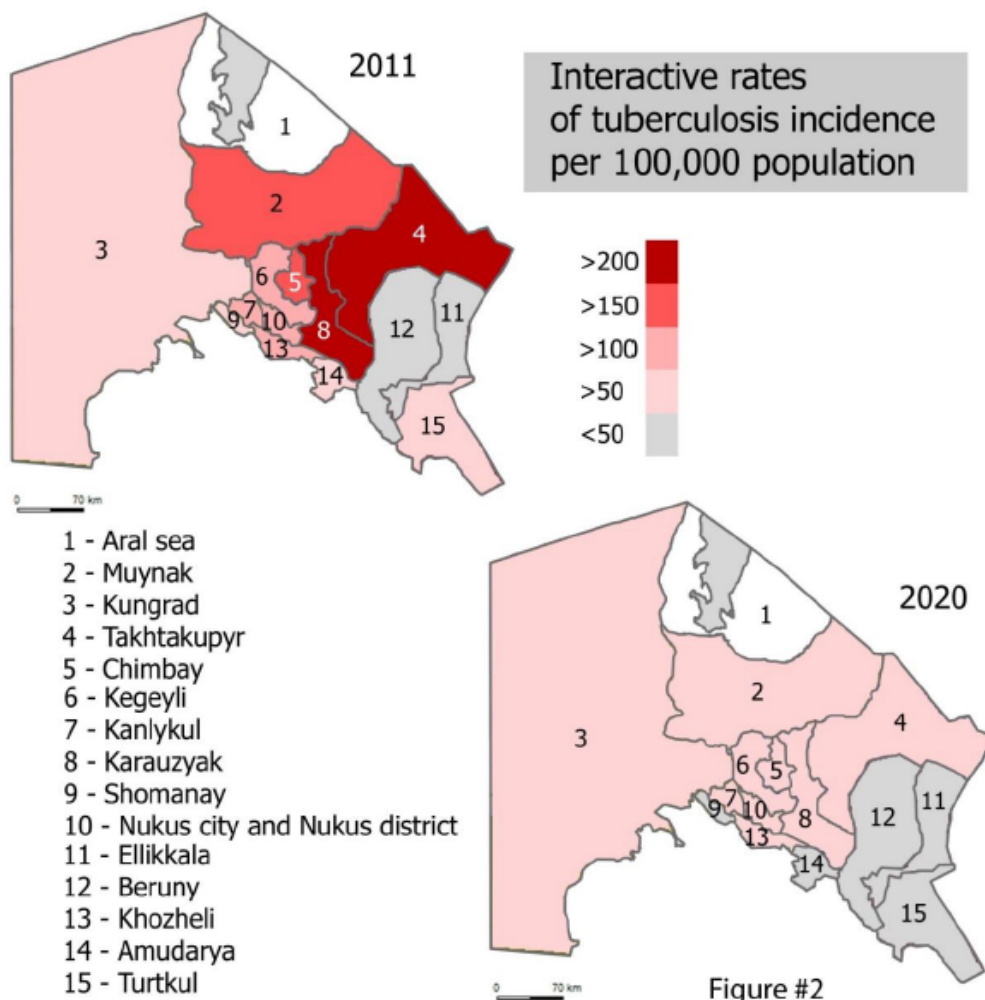 2011
Interactive rates
of tuberculosis incidence
per 100,000 population
1
2
3
4
5
6
7
8
9
10
11
12
13
14
15
>200
>150
>100
>50
<50
0 70 km
1 - Aral sea
2 - Muynak
3 - Kungrad
4 - Takhtakupyr
5 - Chimbay
6 - Kegeyli
7 - Kanlykul
8 - Karauzyak
9 - Shomanay
10 - Nukus city and Nukus district
11 - Ellikkala
12 - Beruny
13 - Khozheli
14 - Amudarya
15 - Turtkul
2020
1
2
3
4
5
6
7
8
9
10
11
12
13
14
15
0 70 km
Figure #2